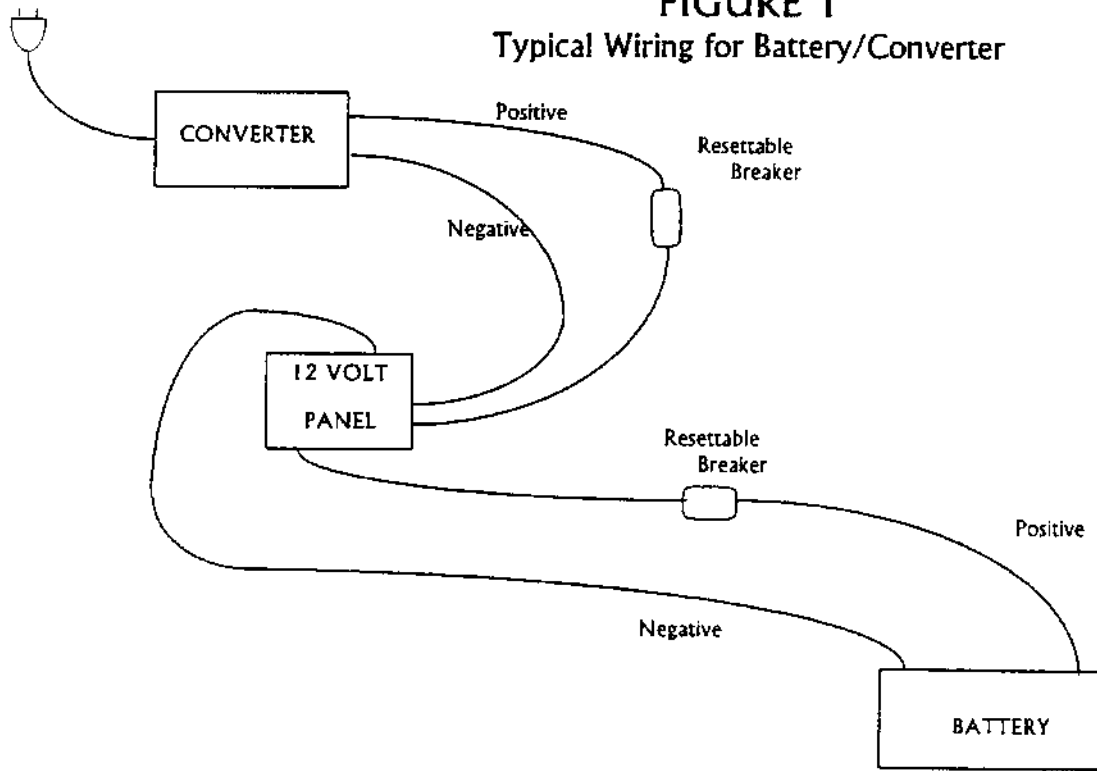 FIGURE 1
Typical Wiring for Battery/Converter
CONVERTER
Positive
Resettable
Breaker
Negative
12 VOLT
PANEL
Resettable
Breaker
Positive
Negative
BATTERY